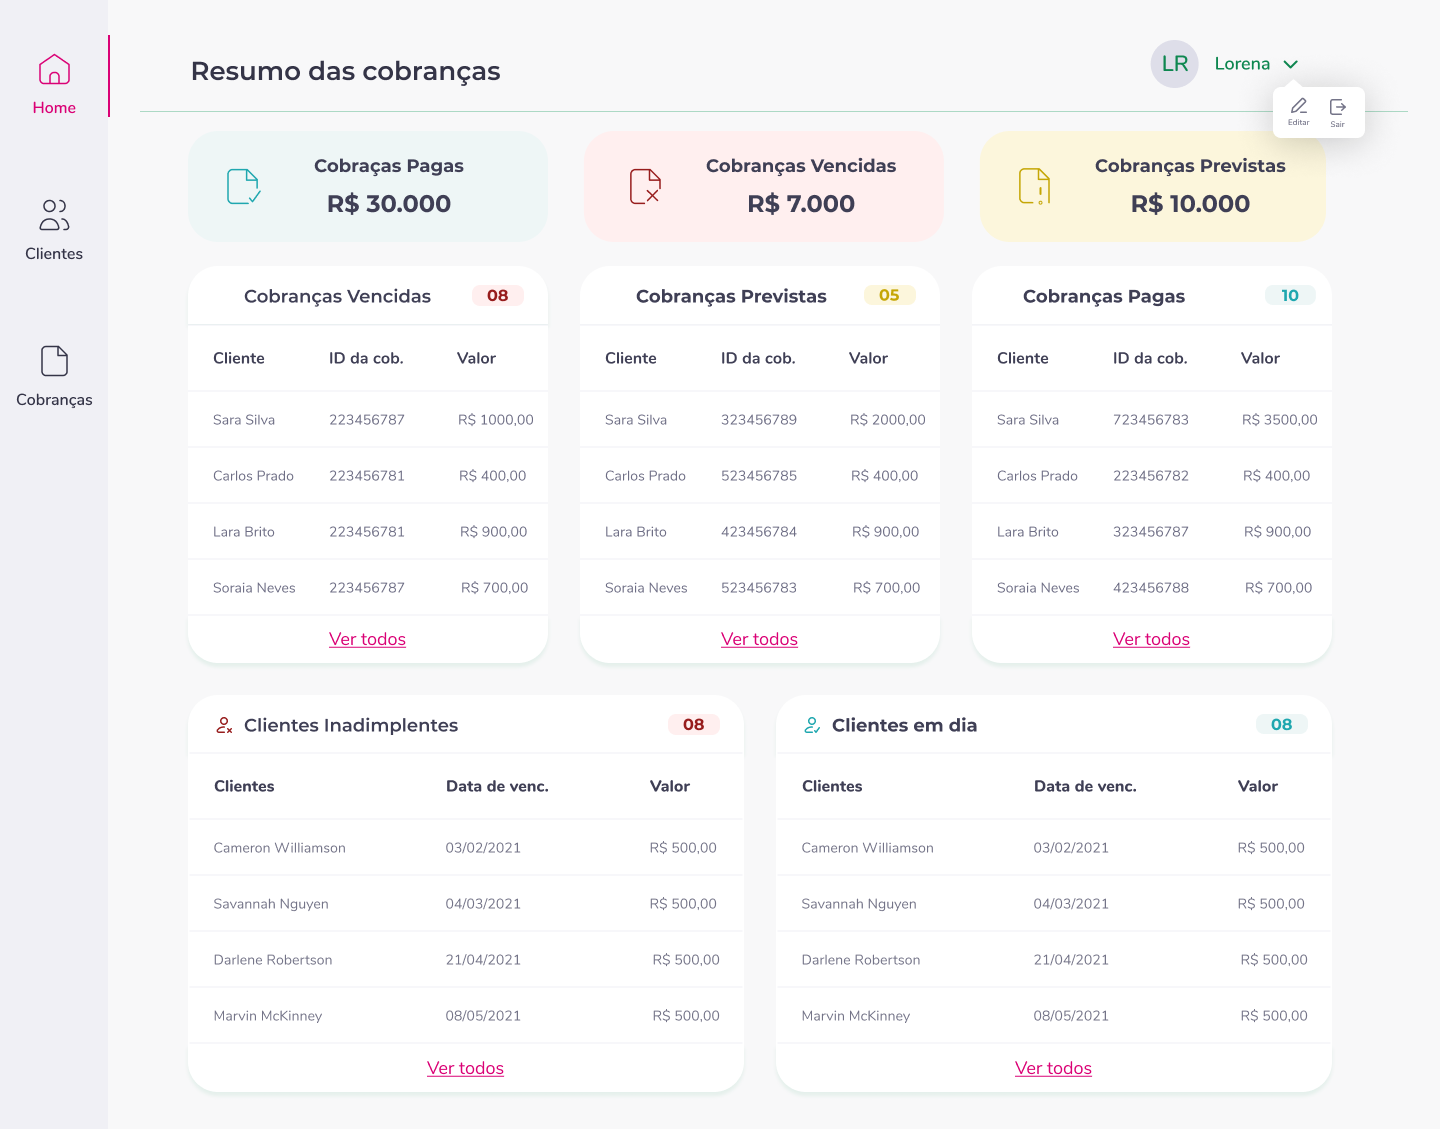 Resumo das cobranças
LR
Lorena
Editar
Sair
Home
Clientes
Cobranças
Cobraças Pagas
R$ 30.000
Cobranças Vencidas
R$ 7.000
Cobranças Previstas
R$ 10.000
Cobranças Vencidas 08
Cliente ID da cob. Valor
Sara Silva 223456787 R$ 1000,00
Carlos Prado 223456781 R$ 400,00
Lara Brito 223456781 R$ 900,00
Soraia Neves 223456787 R$ 700,00
Ver todos
Cobranças Previstas 05
Cliente ID da cob. Valor
Sara Silva 323456789 R$ 2000,00
Carlos Prado 523456785 R$ 400,00
Lara Brito 423456784 R$ 900,00
Soraia Neves 523456783 R$ 700,00
Ver todos
Cobranças Pagas 10
Cliente ID da cob. Valor
Sara Silva 723456783 R$ 3500,00
Carlos Prado 223456782 R$ 400,00
Lara Brito 323456787 R$ 900,00
Soraia Neves 423456788 R$ 700,00
Ver todos
Clientes Inadimplentes 08
Clientes Data de venc. Valor
Cameron Williamson 03/02/2021 R$ 500,00
Savannah Nguyen 04/03/2021 R$ 500,00
Darlene Robertson 21/04/2021 R$ 500,00
Marvin McKinney 08/05/2021 R$ 500,00
Ver todos
Clientes em dia 08
Clientes Data de venc. Valor
Cameron Williamson 03/02/2021 R$ 500,00
Savannah Nguyen 04/03/2021 R$ 500,00
Darlene Robertson 21/04/2021 R$ 500,00
Marvin McKinney 08/05/2021 R$ 500,00
Ver todos